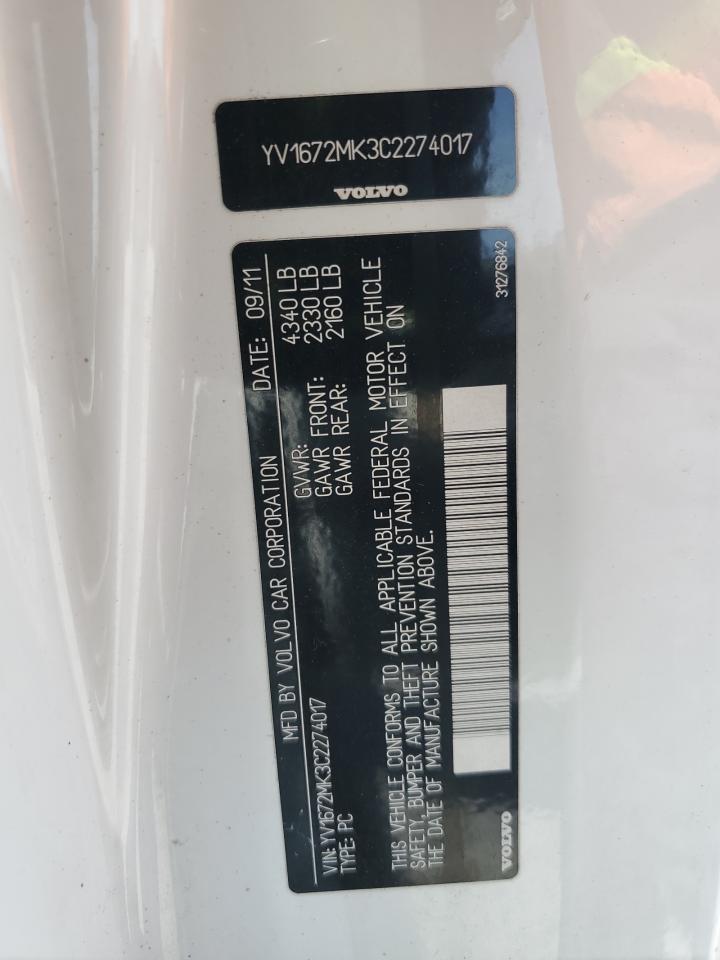 YV1672MK3C2274017
VOLVO
MFD BY VOLVO CAR CORPORATION DATE: 09/11
GVWR: 4340 LB
GAWR FRONT: 2330 LB
GAWR REAR: 2160 LB
VIN: YV1672MK3C2274017
TYPE: PC
THIS VEHICLE CONFORMS TO ALL APPLICABLE FEDERAL MOTOR VEHICLE
SAFETY, BUMPER AND THEFT PREVENTION STANDARDS IN EFFECT ON
THE DATE OF MANUFACTURE SHOWN ABOVE.
VOLVO
31276842